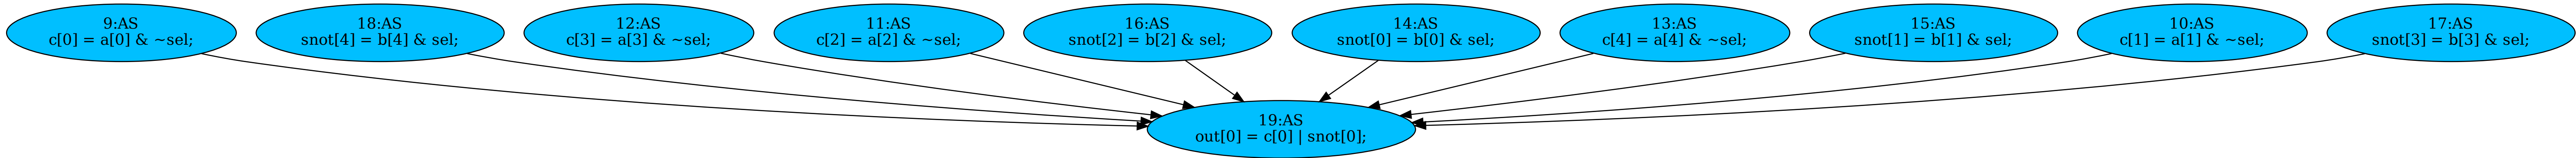 9:AS
c[0] = a[0] & ~sel;
18:AS
snot[4] = b[4] & sel;
12:AS
c[3] = a[3] & ~sel;
11:AS
c[2] = a[2] & ~sel;
16:AS
snot[2] = b[2] & sel;
14:AS
snot[0] = b[0] & sel;
13:AS
c[4] = a[4] & ~sel;
15:AS
snot[1] = b[1] & sel;
10:AS
c[1] = a[1] & ~sel;
17:AS
snot[3] = b[3] & sel;
19:AS
out[0] = c[0] | snot[0];